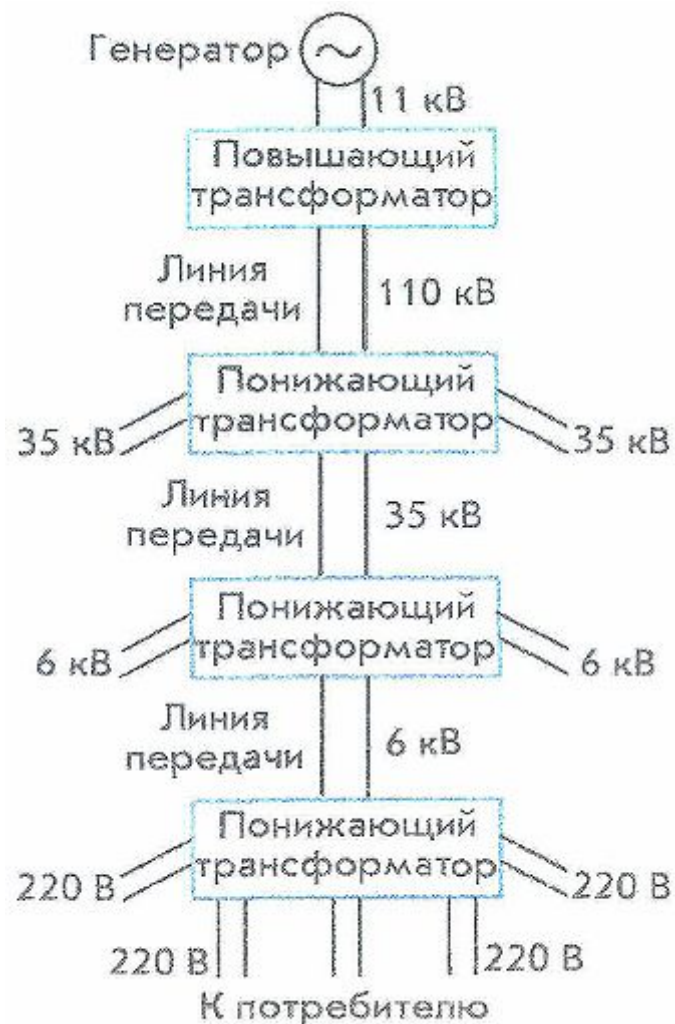 Генератор
11 кВ
Повышающий
трансформатор
Линия
передачи
110 кВ
Понижающий
трансформатор
35 кВ
35 кВ
Линия
передачи
35 кВ
Понижающий
трансформатор
6 кВ
6 кВ
Линия
передачи
6 кВ
Понижающий
трансформатор
220 В
220 В
220 В
220 В
К потребителю